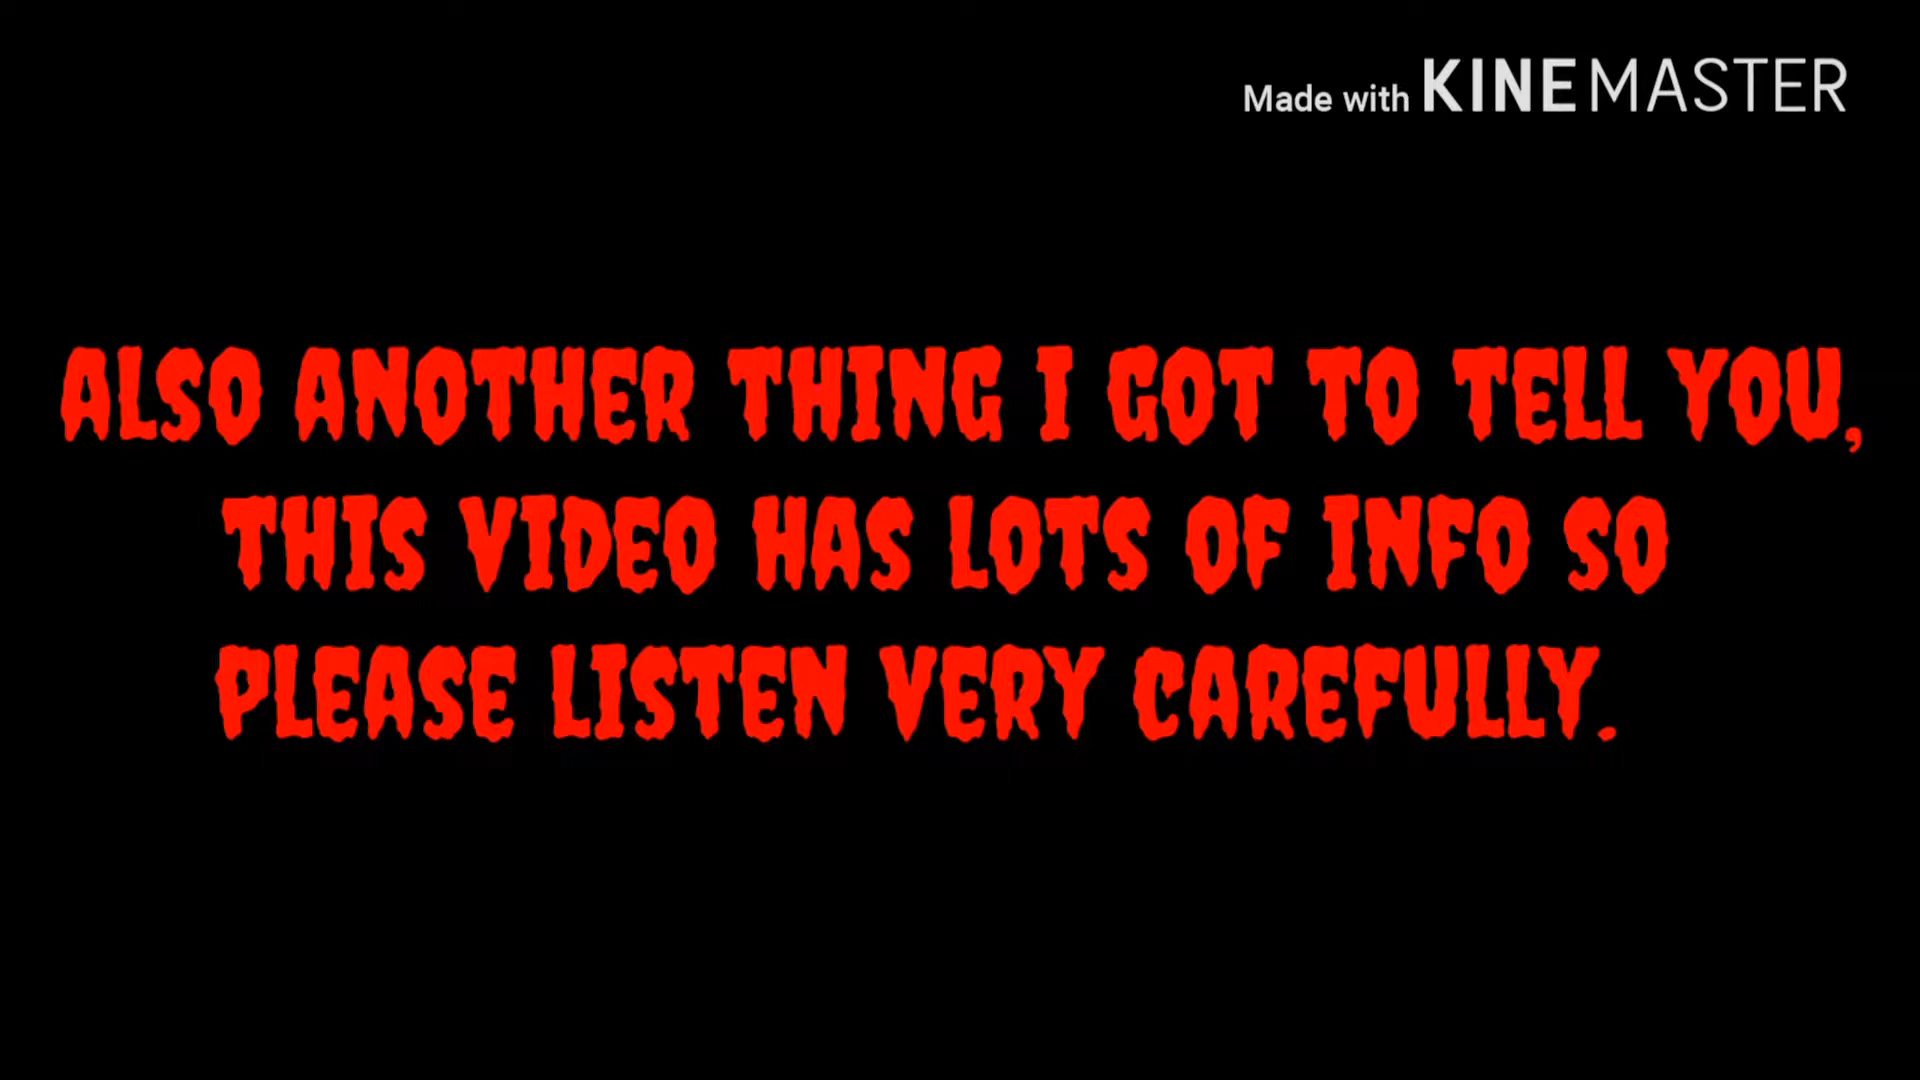 Made with KINEMASTER
ALSO ANOTHER THING I GOT TO TELL YOU,
THIS VIDEO HAS LOTS OF INFO SO
PLEASE LISTEN VERY CAREFULLY.